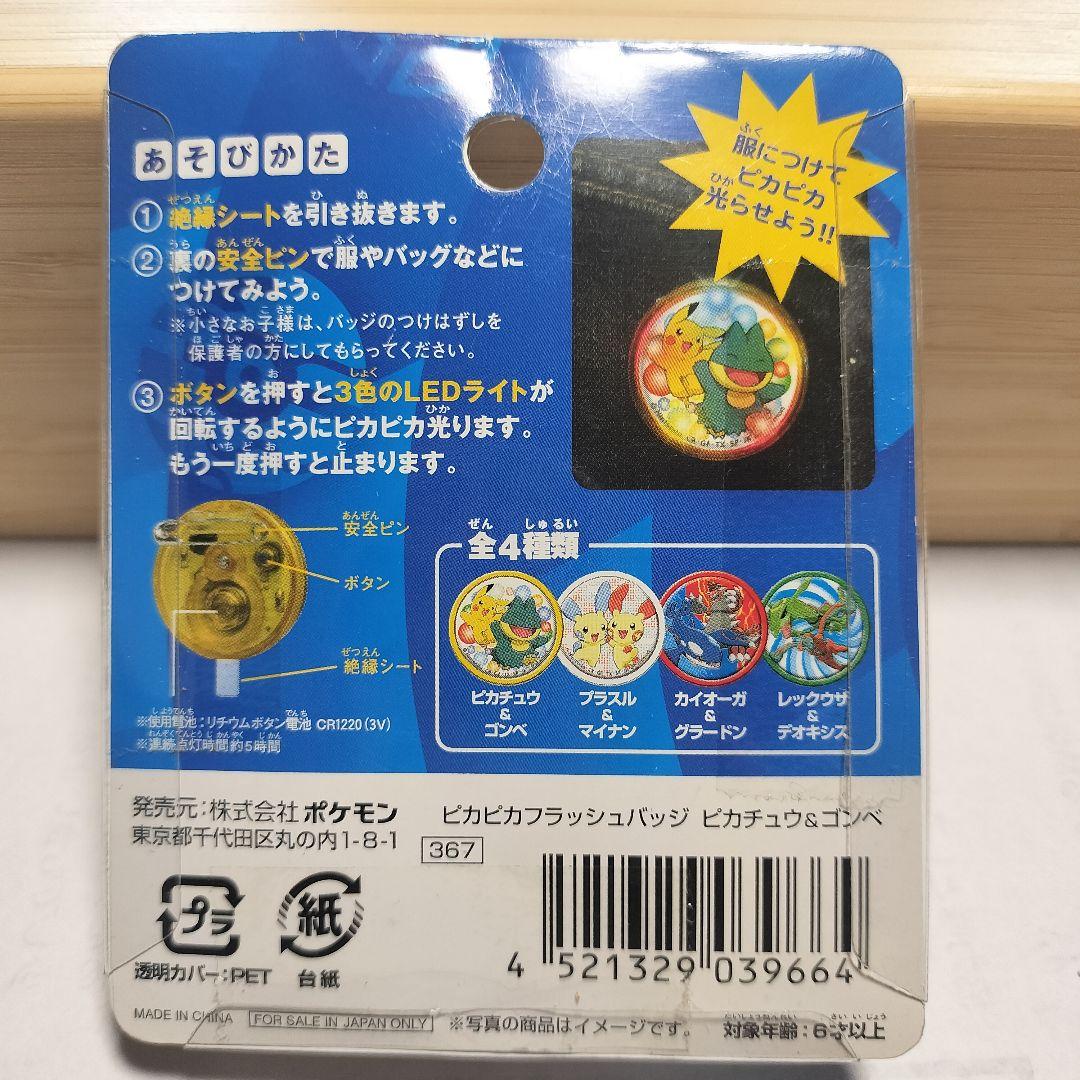 あそびかた
① 絶縁シートを引き抜きます。
② 裏の安全ピンで服やバッグなどに
つけてみよう。
※小さなお子様は、バッジのつけはずしを
保護者の方にしてもらってください。
③ ボタンを押すと3色のLEDライトが
回転するようにピカピカ光ります。
もう一度押すと止まります。
服につけて
ピカピカ
光らせよう!!
安全ピン
ボタン
絶縁シート
※使用電池:リチウムボタン電池 CR1220(3V)
※連続点灯時間 約5時間
全4種類
ピカチュウ
&
ゴンベ
プラスル
&
マイナン
カイオーガ
&
グラードン
レックウザ
&
デオキシス
発売元:株式会社 ポケモン
東京都千代田区丸の内1-8-1
ピカピカフラッシュバッジ ピカチュウ&ゴンベ
367
プラ
紙
透明カバー:PET
台紙
4 521329 039664
MADE IN CHINA
FOR SALE IN JAPAN ONLY
※写真の商品はイメージです。
対象年齢:6才以上